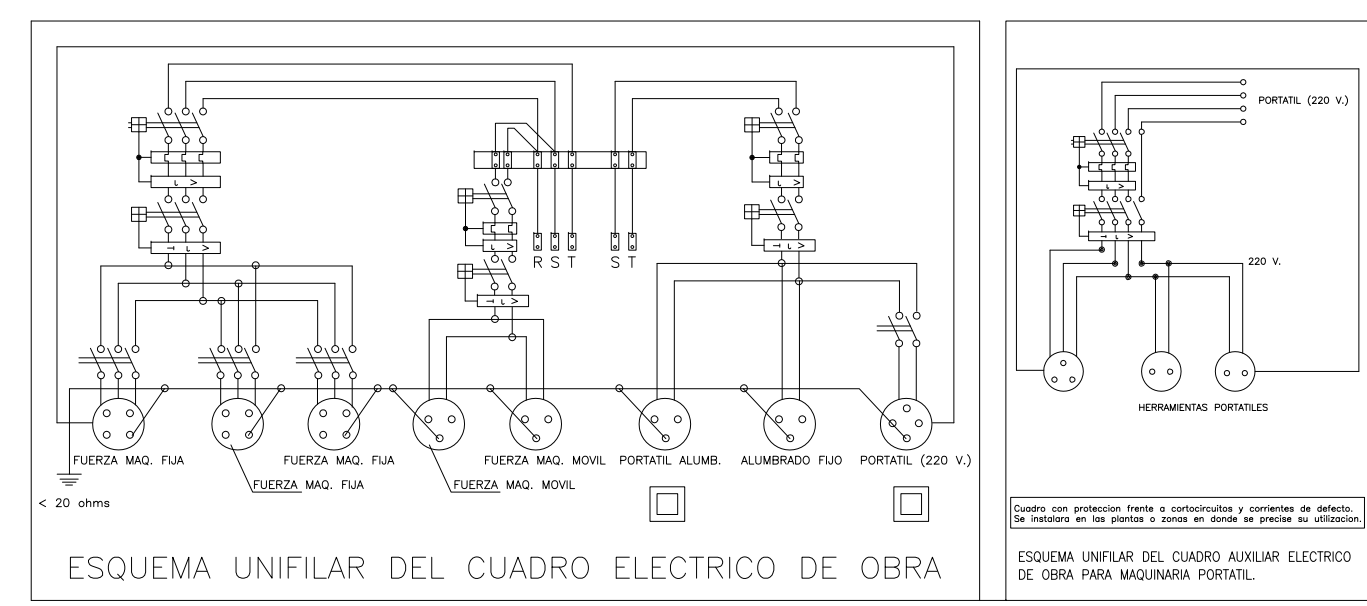 R S T S T
FUERZA MAQ. FIJA FUERZA MAQ. FIJA FUERZA MAQ. MOVIL PORTATIL ALUMB. ALUMBRADO FIJO PORTATIL (220 V.)
FUERZA MAQ. FIJA FUERZA MAQ. MOVIL
< 20 ohms
ESQUEMA UNIFILAR DEL CUADRO ELECTRICO DE OBRA
PORTATIL (220 V.)
220 V.
HERRAMIENTAS PORTATILES
Cuadro con proteccion frente a cortocircuitos y corrientes de defecto.
Se instalara en las plantas o zonas en donde se precise su utilizacion.
ESQUEMA UNIFILAR DEL CUADRO AUXILIAR ELECTRICO
DE OBRA PARA MAQUINARIA PORTATIL.